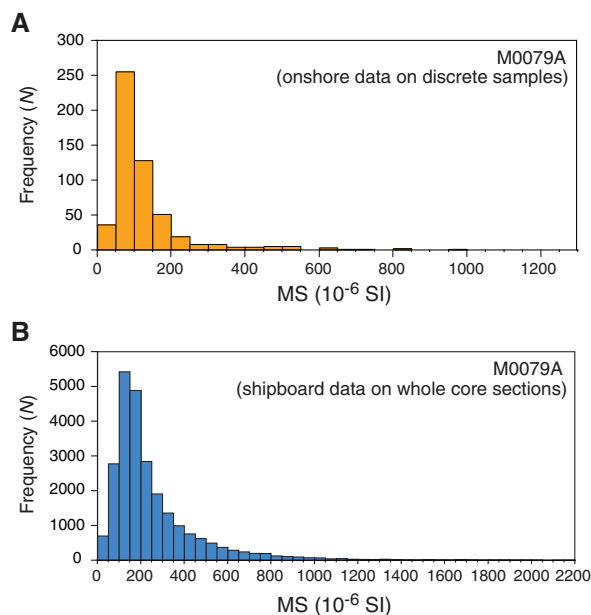 A
M0079A
(onshore data on discrete samples)
Frequency (N)
300
250
200
150
100
50
0
0 200 400 600 800 1000 1200
MS (10⁻⁶ SI)
B
M0079A
(shipboard data on whole core sections)
Frequency (N)
6000
5000
4000
3000
2000
1000
0
0 200 400 600 800 1000 1200 1400 1600 1800 2000 2200
MS (10⁻⁶ SI)